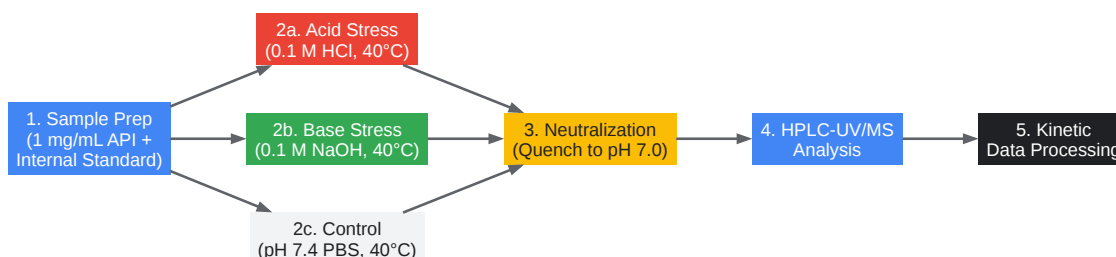 1. Sample Prep
(1 mg/mL API +
Internal Standard)
2a. Acid Stress
(0.1 M HCl, 40°C)
2b. Base Stress
(0.1 M NaOH, 40°C)
2c. Control
(pH 7.4 PBS, 40°C)
3. Neutralization
(Quench to pH 7.0)
4. HPLC-UV/MS
Analysis
5. Kinetic
Data Processing